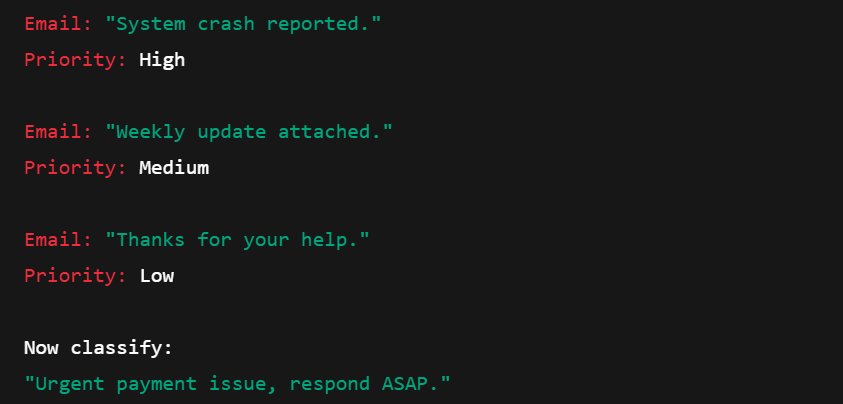 Email: "System crash reported."
Priority: High
Email: "Weekly update attached."
Priority: Medium
Email: "Thanks for your help."
Priority: Low
Now classify:
"Urgent payment issue, respond ASAP."